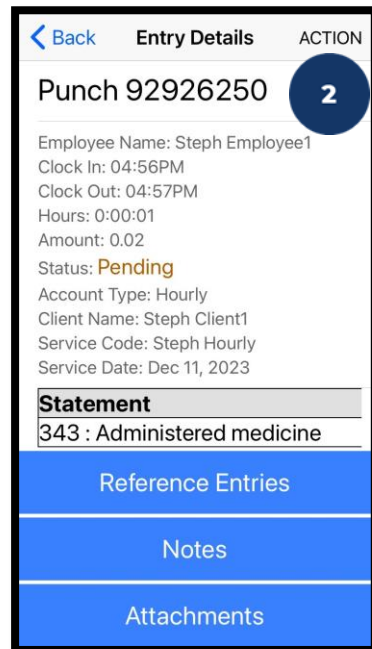 Back Entry Details ACTION
Punch 92926250 2
Employee Name: Steph Employee1
Clock In: 04:56PM
Clock Out: 04:57PM
Hours: 0:00:01
Amount: 0.02
Status: Pending
Account Type: Hourly
Client Name: Steph Client1
Service Code: Steph Hourly
Service Date: Dec 11, 2023
Statement
343 : Administered medicine
Reference Entries
Notes
Attachments